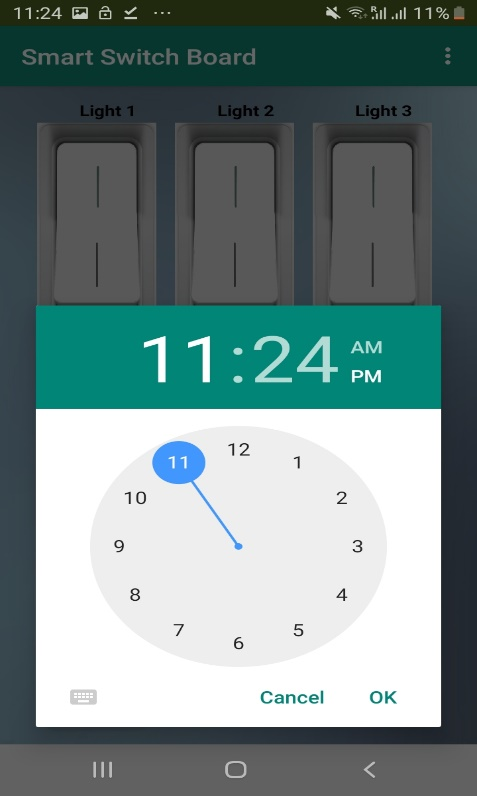 11:24 ... R 11%
Smart Switch Board
Light 1 Light 2 Light 3
11:24 AM
PM
12
11 1
10 2
9 3
8 4
7 5
6
Cancel OK